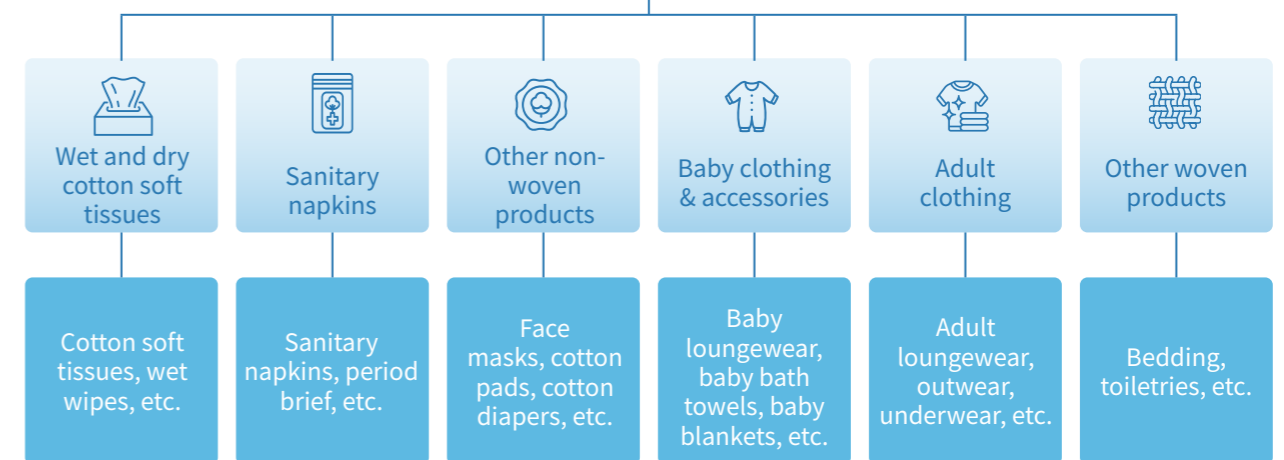 Wet and dry
cotton soft
tissues
Sanitary
napkins
Other non-
woven
products
Baby clothing
& accessories
Adult
clothing
Other woven
products
Cotton soft
tissues, wet
wipes, etc.
Sanitary
napkins, period
brief, etc.
Face
masks, cotton
pads, cotton
diapers, etc.
Baby
loungewear,
baby bath
towels, baby
blankets, etc.
Adult
loungewear,
outwear,
underwear, etc.
Bedding,
toiletries, etc.